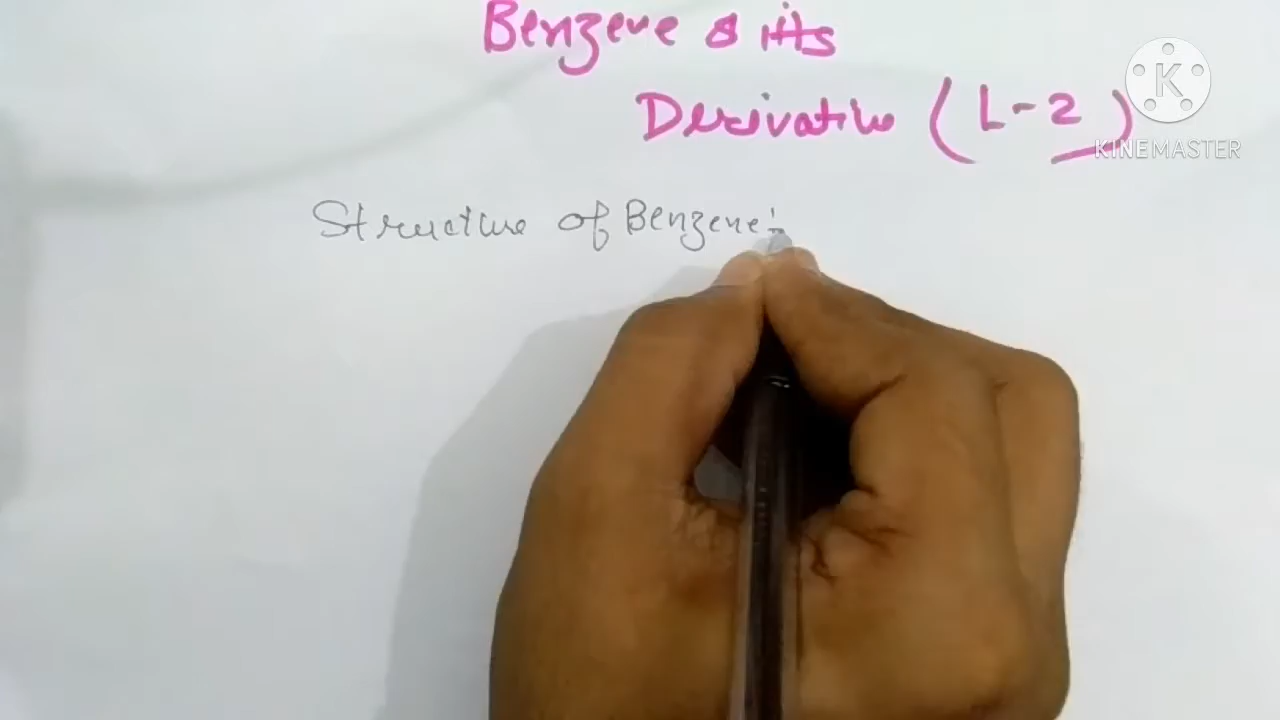 Benzene & its
Derivative (L-2)
K
KINEMASTER
Structure of Benzene: